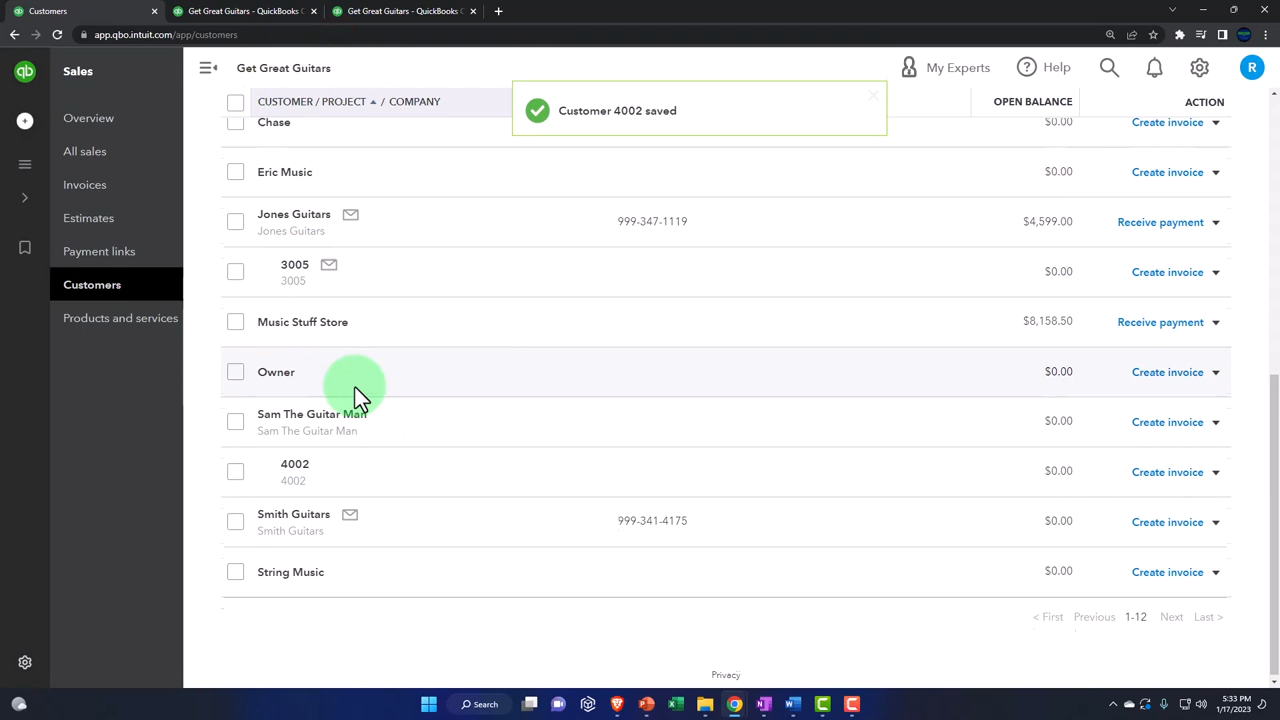 Customers
Get Great Guitars - QuickBooks
Get Great Guitars - QuickBooks
app.qbo.intuit.com/app/customers
qb
Sales
Get Great Guitars
My Experts
Help
R
Customer 4002 saved
CUSTOMER / PROJECT / COMPANY
OPEN BALANCE
ACTION
Overview
All sales
Invoices
Estimates
Payment links
Customers
Products and services
Chase $0.00 Create invoice
Eric Music $0.00 Create invoice
Jones Guitars 999-347-1119 $4,599.00 Receive payment
Jones Guitars
3005 $0.00 Create invoice
3005
Music Stuff Store $8,158.50 Receive payment
Owner $0.00 Create invoice
Sam The Guitar Man $0.00 Create invoice
Sam The Guitar Man
4002 $0.00 Create invoice
4002
Smith Guitars 999-341-4175 $0.00 Create invoice
Smith Guitars
String Music $0.00 Create invoice
< First Previous 1-12 Next Last >
Privacy
Search
5:33 PM
1/17/2023